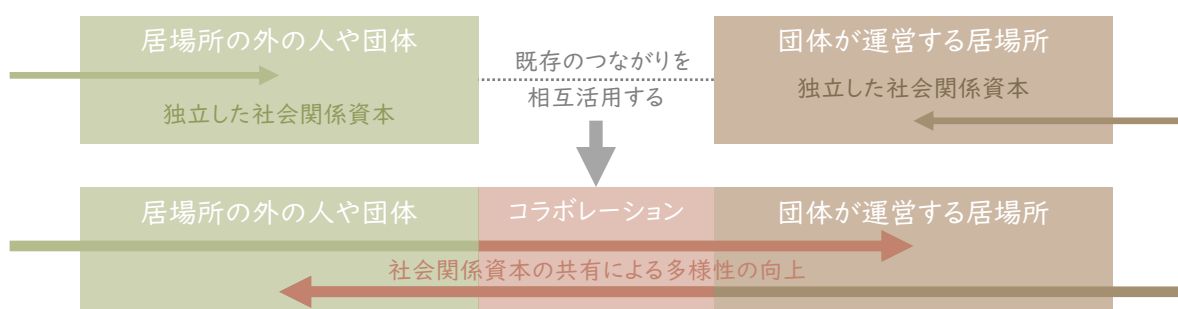 居場所の外の人や団体
独立した社会関係資本
既存のつながりを
相互活用する
団体が運営する居場所
独立した社会関係資本
居場所の外の人や団体
コラボレーション
団体が運営する居場所
社会関係資本の共有による多様性の向上